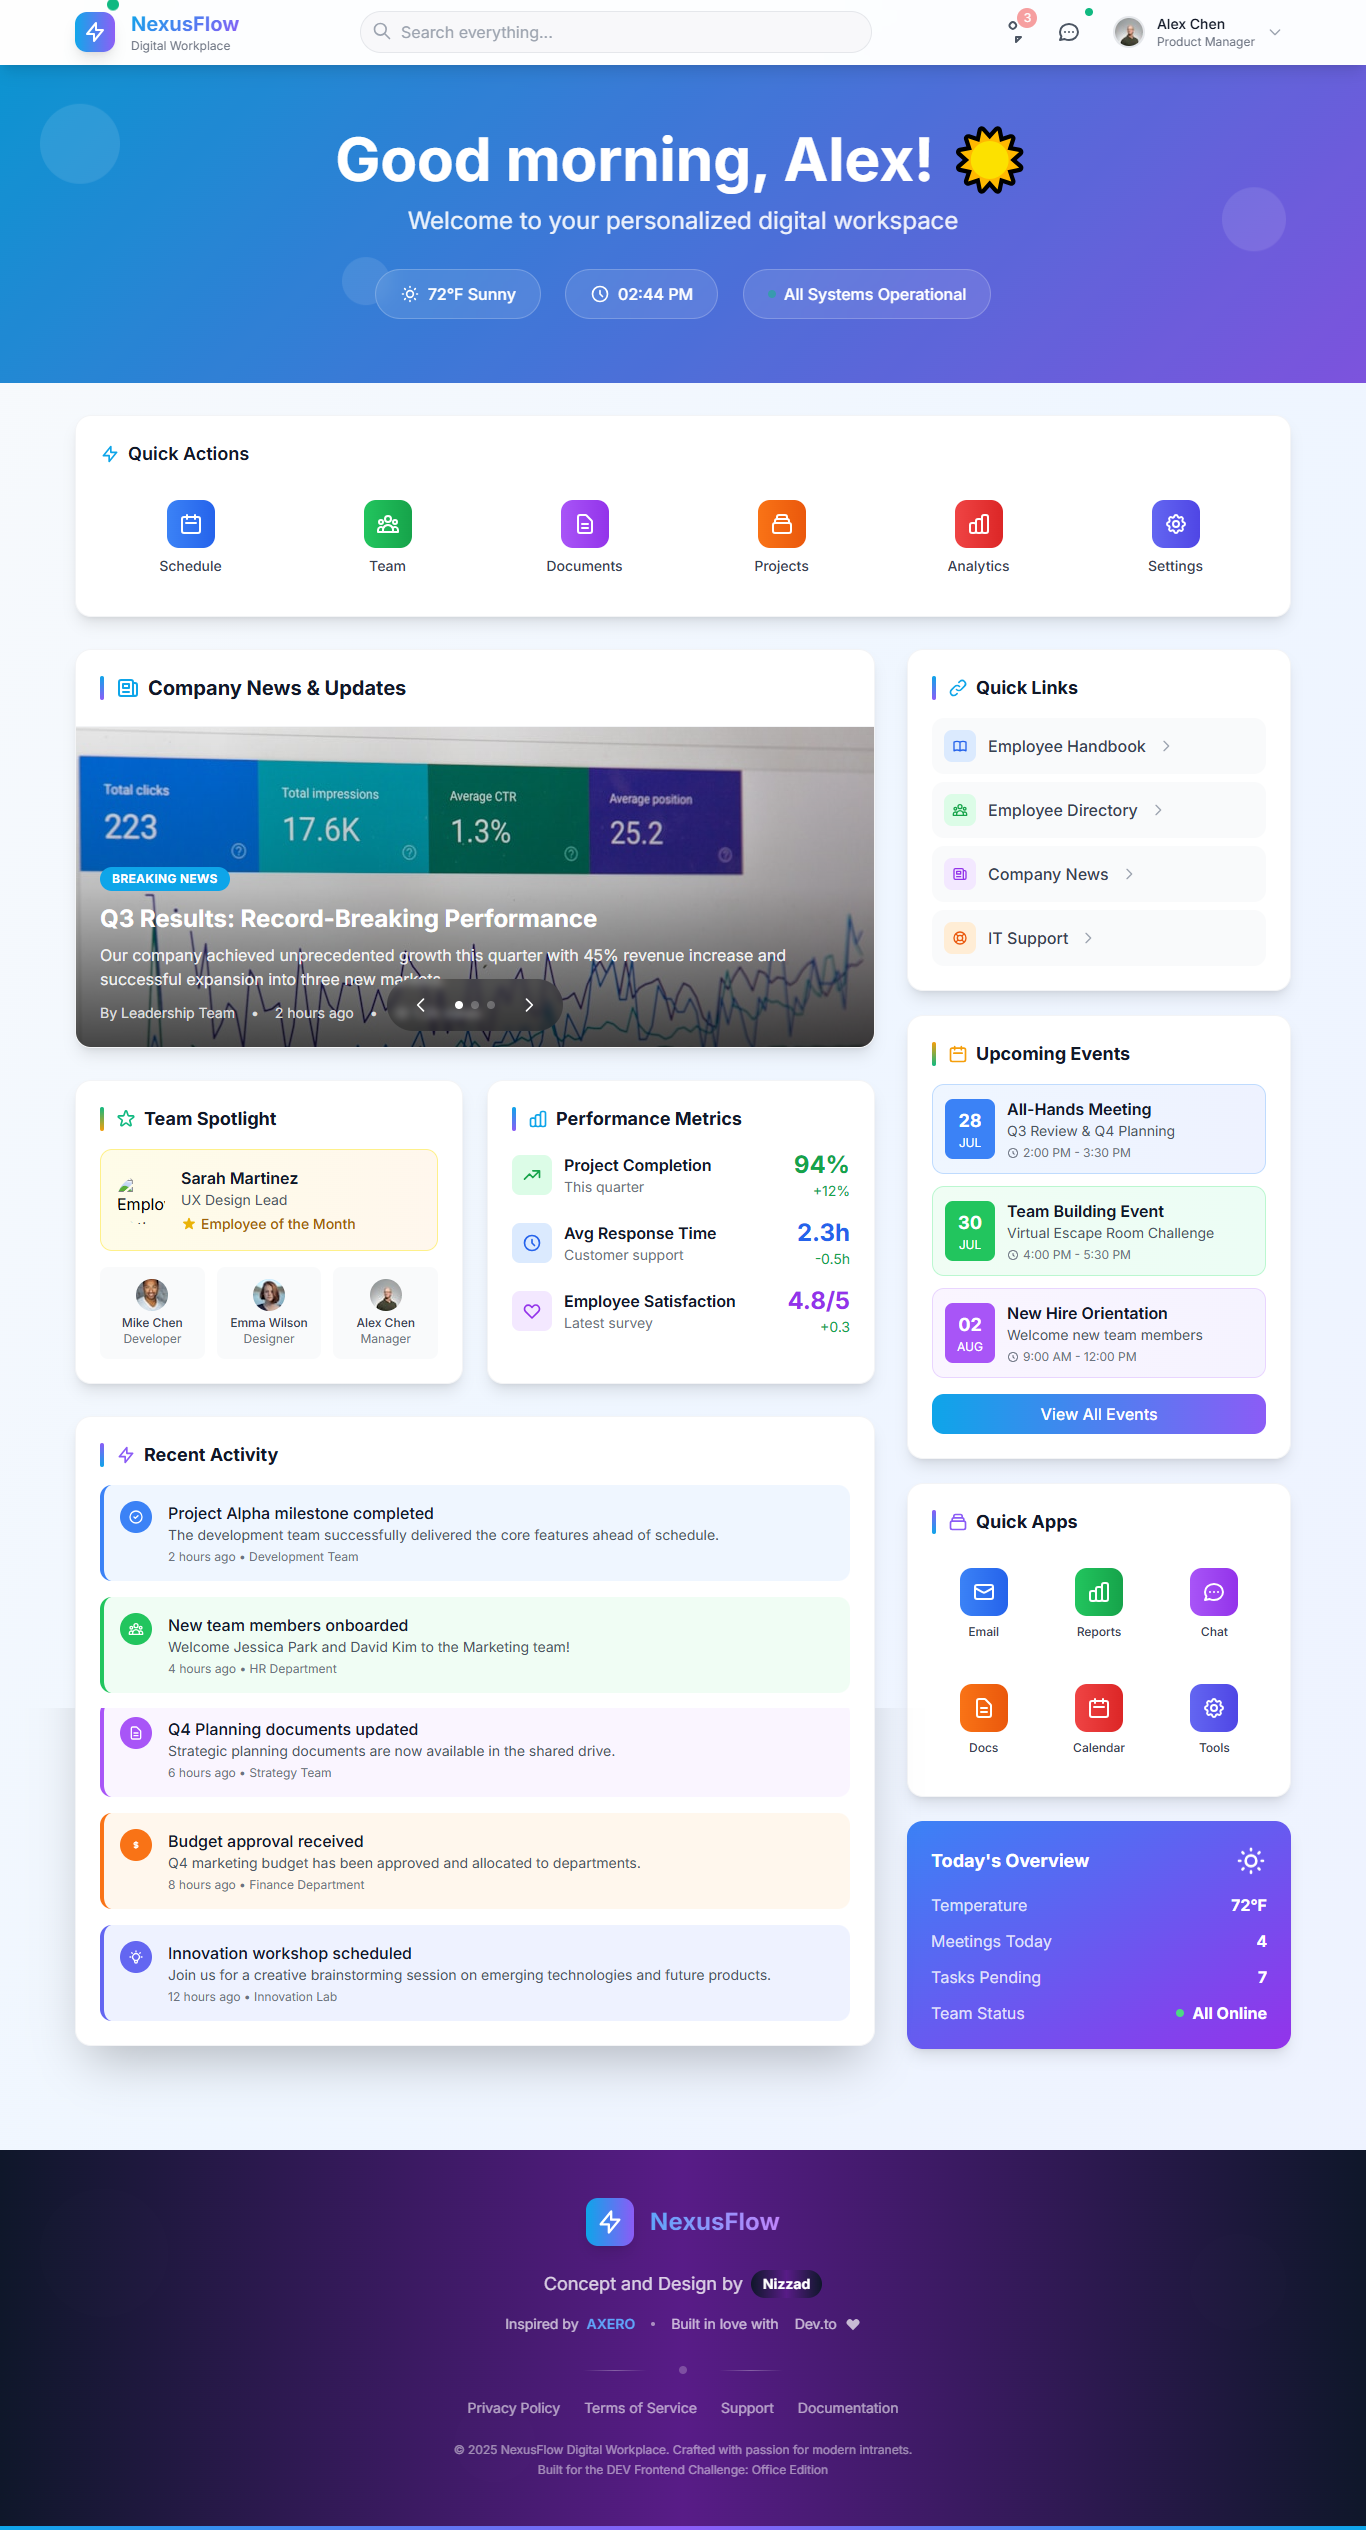 NexusFlow
Digital Workplace
Search everything...
3
Alex Chen
Product Manager
Good morning, Alex!
Welcome to your personalized digital workspace
72°F Sunny
02:44 PM
All Systems Operational
Quick Actions
Schedule
Team
Documents
Projects
Analytics
Settings
Company News & Updates
Total clicks
223
Total impressions
17.6K
Average CTR
1.3%
Average position
25.2
BREAKING NEWS
Q3 Results: Record-Breaking Performance
Our company achieved unprecedented growth this quarter with 45% revenue increase and
successful expansion into three new markets.
By Leadership Team • 2 hours ago •
Quick Links
Employee Handbook
Employee Directory
Company News
IT Support
Upcoming Events
28
JUL
All-Hands Meeting
Q3 Review & Q4 Planning
2:00 PM - 3:30 PM
30
JUL
Team Building Event
Virtual Escape Room Challenge
4:00 PM - 5:30 PM
02
AUG
New Hire Orientation
Welcome new team members
9:00 AM - 12:00 PM
View All Events
Team Spotlight
Emplo
Sarah Martinez
UX Design Lead
Employee of the Month
Mike Chen
Developer
Emma Wilson
Designer
Alex Chen
Manager
Performance Metrics
Project Completion
This quarter
94%
+12%
Avg Response Time
Customer support
2.3h
-0.5h
Employee Satisfaction
Latest survey
4.8/5
+0.3
Recent Activity
Project Alpha milestone completed
The development team successfully delivered the core features ahead of schedule.
2 hours ago • Development Team
New team members onboarded
Welcome Jessica Park and David Kim to the Marketing team!
4 hours ago • HR Department
Q4 Planning documents updated
Strategic planning documents are now available in the shared drive.
6 hours ago • Strategy Team
$
Budget approval received
Q4 marketing budget has been approved and allocated to departments.
8 hours ago • Finance Department
Innovation workshop scheduled
Join us for a creative brainstorming session on emerging technologies and future products.
12 hours ago • Innovation Lab
Quick Apps
Email
Reports
Chat
Docs
Calendar
Tools
Today's Overview
Temperature 72°F
Meetings Today 4
Tasks Pending 7
Team Status All Online
NexusFlow
Concept and Design by Nizzad
Inspired by AXERO • Built in love with Dev.to
Privacy Policy Terms of Service Support Documentation
© 2025 NexusFlow Digital Workplace. Crafted with passion for modern intranets.
Built for the DEV Frontend Challenge: Office Edition